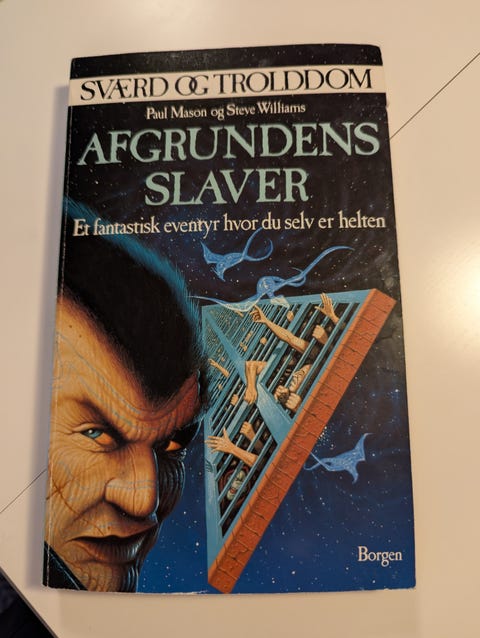 SVÆRD OG TROLDDOM
Paul Mason og Steve Williams
AFGRUNDENS
SLAVER
Et fantastisk eventyr hvor du selv er helten
Borgen